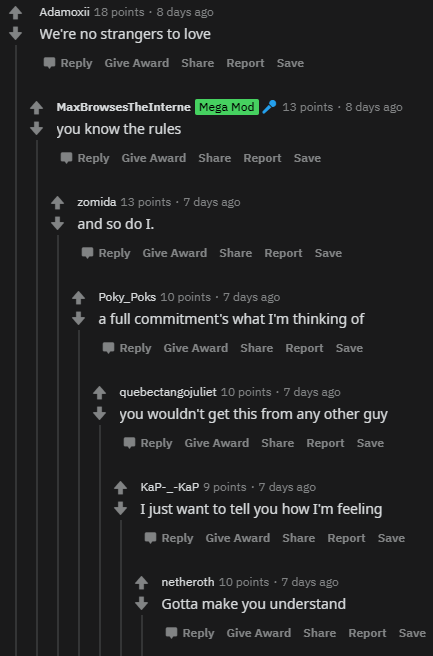 Adamoxii 18 points · 8 days ago
We're no strangers to love
Reply Give Award Share Report Save
MaxBrowsesTheInterne Mega Mod 13 points · 8 days ago
you know the rules
Reply Give Award Share Report Save
zomida 13 points · 7 days ago
and so do I.
Reply Give Award Share Report Save
Poky_Poks 10 points · 7 days ago
a full commitment's what I'm thinking of
Reply Give Award Share Report Save
quebectangojuliet 10 points · 7 days ago
you wouldn't get this from any other guy
Reply Give Award Share Report Save
KaP-_-KaP 9 points · 7 days ago
I just want to tell you how I'm feeling
Reply Give Award Share Report Save
netheroth 10 points · 7 days ago
Gotta make you understand
Reply Give Award Share Report Save